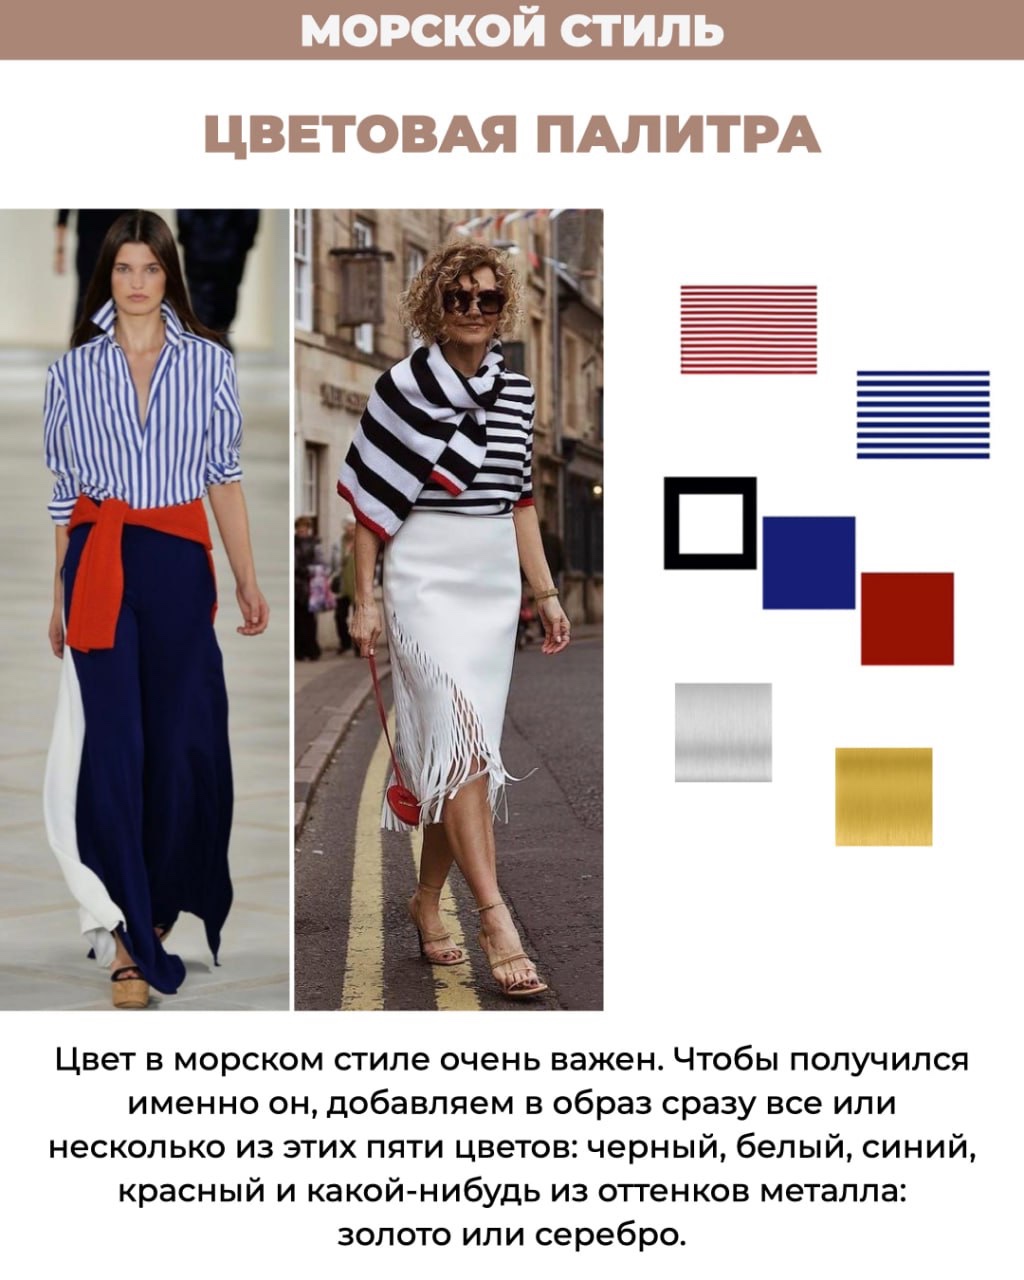 МОРСКОЙ СТИЛЬ
ЦВЕТОВАЯ ПАЛИТРА
Цвет в морском стиле очень важен. Чтобы получился
именно он, добавляем в образ сразу все или
несколько из этих пяти цветов: черный, белый, синий,
красный и какой-нибудь из оттенков металла:
золото или серебро.